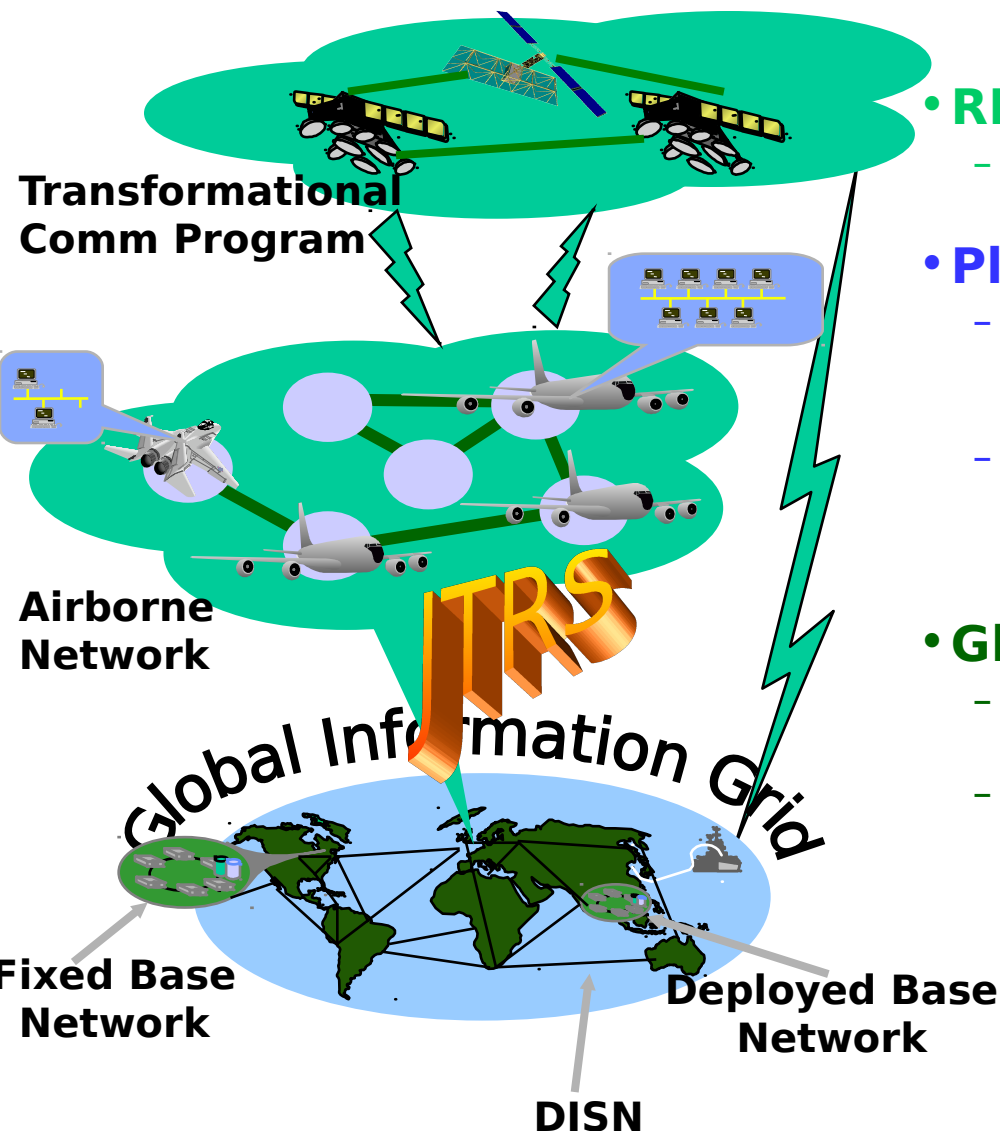 Transformational
Comm Program
Airborne
Network
JTRS
Global Information Grid
Fixed Base
Network
Deployed Base
Network
DISN